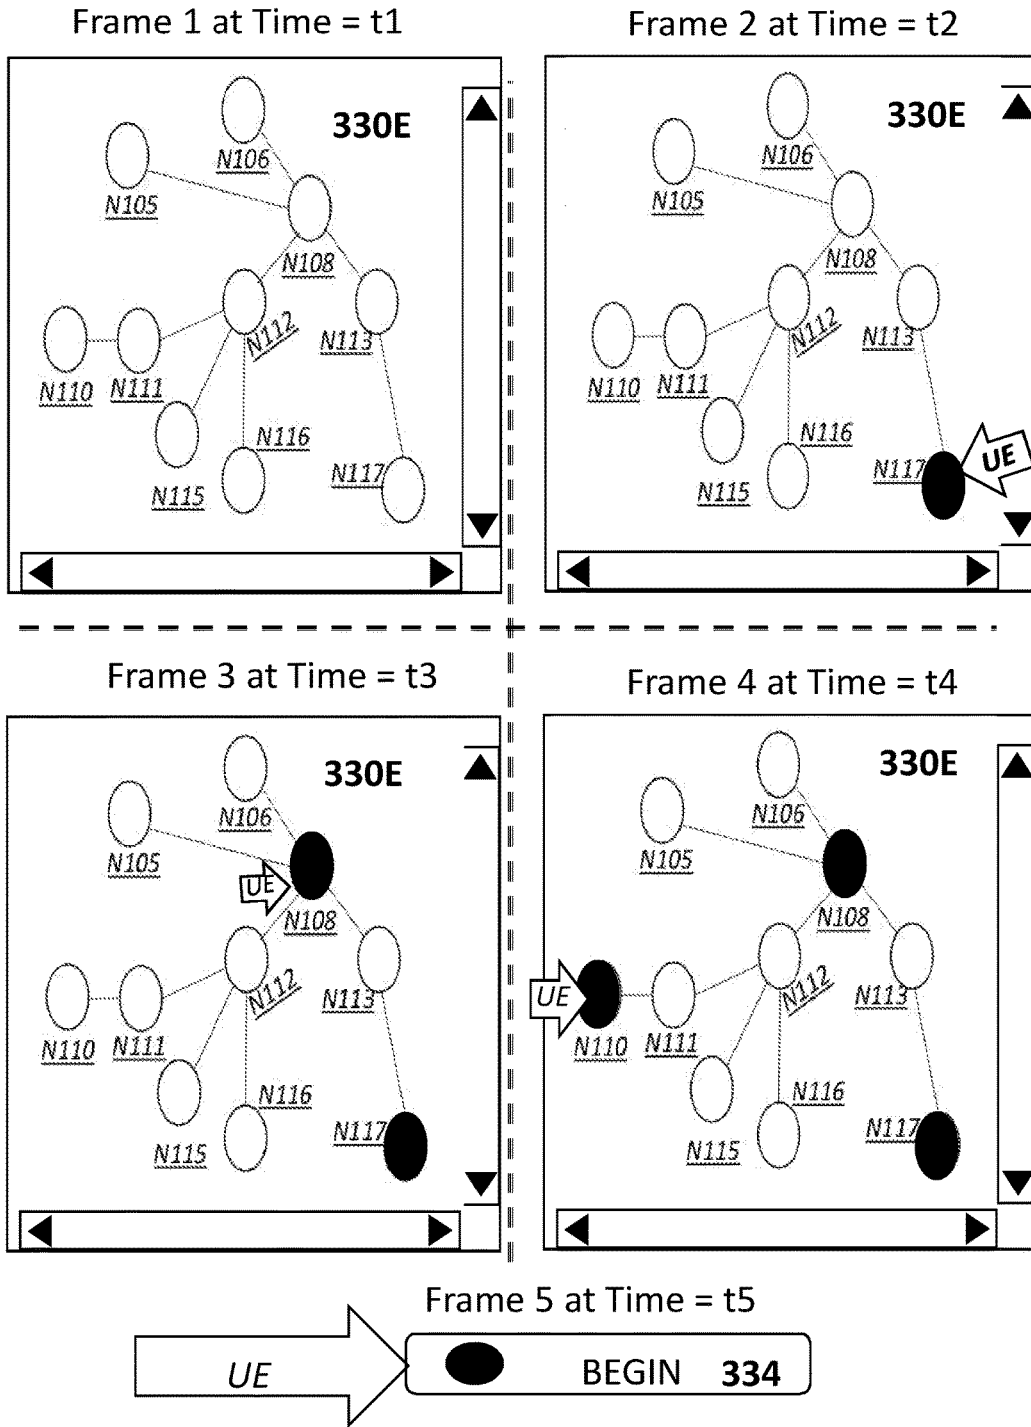 Frame 1 at Time = t1
330E
N106
N105
N108
N112
N113
N110
N111
N116
N117
N115
Frame 2 at Time = t2
330E
N106
N105
N108
N112
N113
N110
N111
N116
N117
UE
N115
Frame 3 at Time = t3
330E
N106
N105
UE
N108
N112
N113
N110
N111
N116
N117
N115
Frame 4 at Time = t4
330E
N106
N105
N108
N112
N113
UE
N110
N111
N116
N117
N115
Frame 5 at Time = t5
UE
BEGIN 334